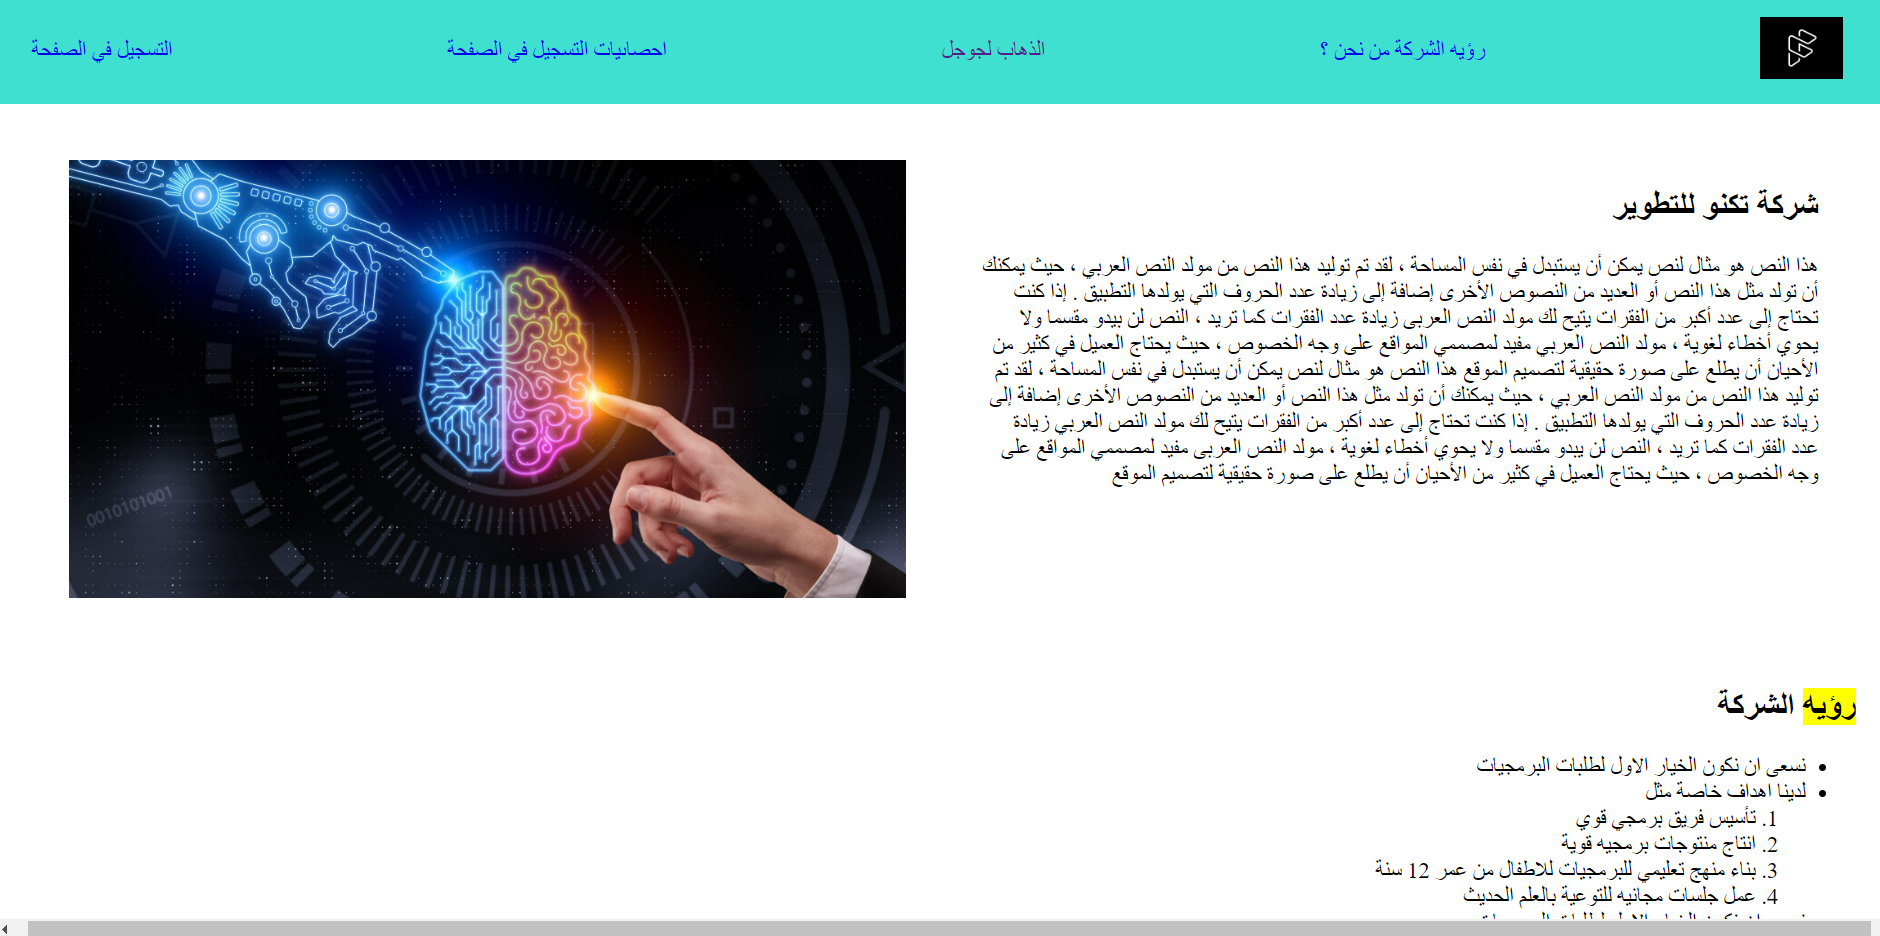 رؤيه الشركة من نحن ؟
الذهاب لجوجل
احصاىيات التسجيل في الصفحة
التسجيل في الصفحة
شركة تكنو للتطوير
هذا النص هو مثال لنص يمكن أن يستبدل في نفس المساحة ، لقد تم توليد هذا النص من مولد النص العربي ، حيث يمكنك
أن تولد مثل هذا النص أو العديد من النصوص الأخرى إضافة إلى زيادة عدد الحروف التي يولدها التطبيق . إذا كنت
تحتاج إلى عدد أكبر من الفقرات يتيح لك مولد النص العربى زيادة عدد الفقرات كما تريد ، النص لن يبدو مقسما ولا
يحوي أخطاء لغوية ، مولد النص العربي مفيد لمصممي المواقع على وجه الخصوص ، حيث يحتاج العميل في كثير من
الأحيان أن يطلع على صورة حقيقية لتصميم الموقع هذا النص هو مثال لنص يمكن أن يستبدل في نفس المساحة ، لقد تم
توليد هذا النص من مولد النص العربي ، حيث يمكنك أن تولد مثل هذا النص أو العديد من النصوص الأخرى إضافة إلى
زيادة عدد الحروف التي يولدها التطبيق . إذا كنت تحتاج إلى عدد أكبر من الفقرات يتيح لك مولد النص العربي زيادة
عدد الفقرات كما تريد ، النص لن يبدو مقسما ولا يحوي أخطاء لغوية ، مولد النص العربى مفيد لمصممي المواقع على
وجه الخصوص ، حيث يحتاج العميل في كثير من الأحيان أن يطلع على صورة حقيقية لتصميم الموقع
0010101001
رؤيه الشركة
• نسعى ان نكون الخيار الاول لطلبات البرمجيات
• لدينا اهداف خاصة مثل
1. تأسيس فريق برمجي قوي
2. انتاج منتوجات برمجيه قوية
3. بناء منهج تعليمي للبرمجيات للاطفال من عمر 12 سنة
4. عمل جلسات مجانيه للتوعية بالعلم الحديث